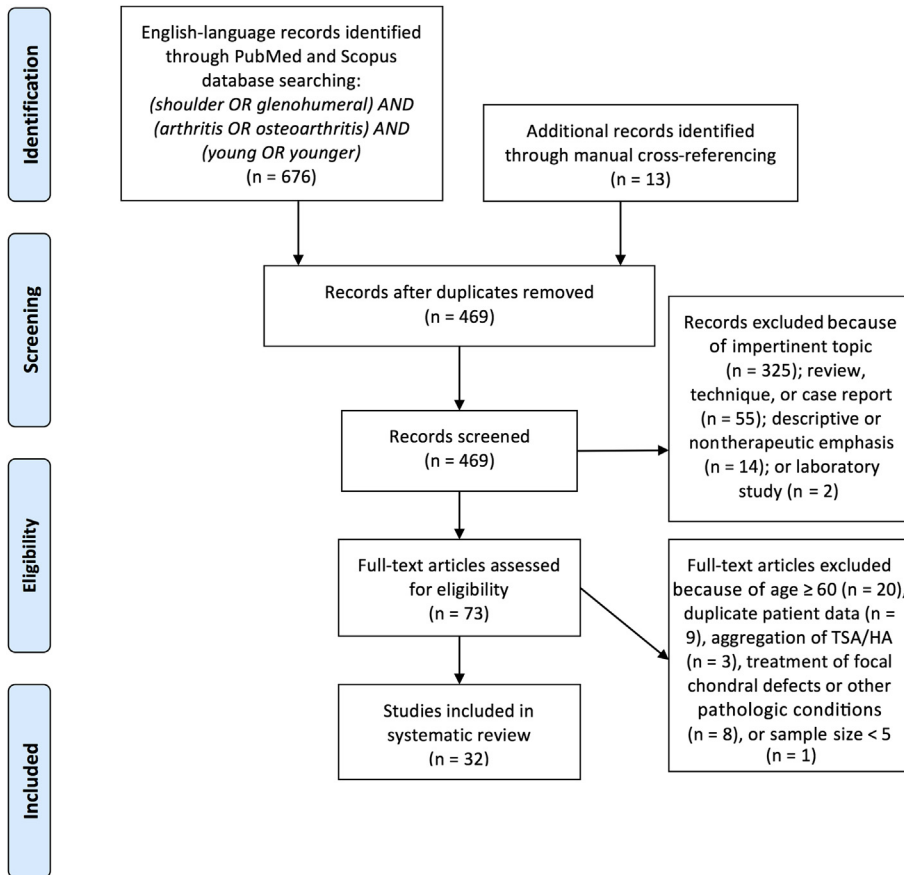 Identification
English-language records identified
through PubMed and Scopus
database searching:
(shoulder OR glenohumeral) AND
(arthritis OR osteoarthritis) AND
(young OR younger)
(n = 676)
Additional records identified
through manual cross-referencing
(n = 13)
Screening
Records after duplicates removed
(n = 469)
Records screened
(n = 469)
Records excluded because
of impertinent topic
(n = 325); review,
technique, or case report
(n = 55); descriptive or
nontherapeutic emphasis
(n = 14); or laboratory
study (n = 2)
Eligibility
Full-text articles assessed
for eligibility
(n = 73)
Full-text articles excluded
because of age ≥ 60 (n = 20),
duplicate patient data (n =
9), aggregation of TSA/HA
(n = 3), treatment of focal
chondral defects or other
pathologic conditions
(n = 8), or sample size < 5
(n = 1)
Included
Studies included in
systematic review
(n = 32)